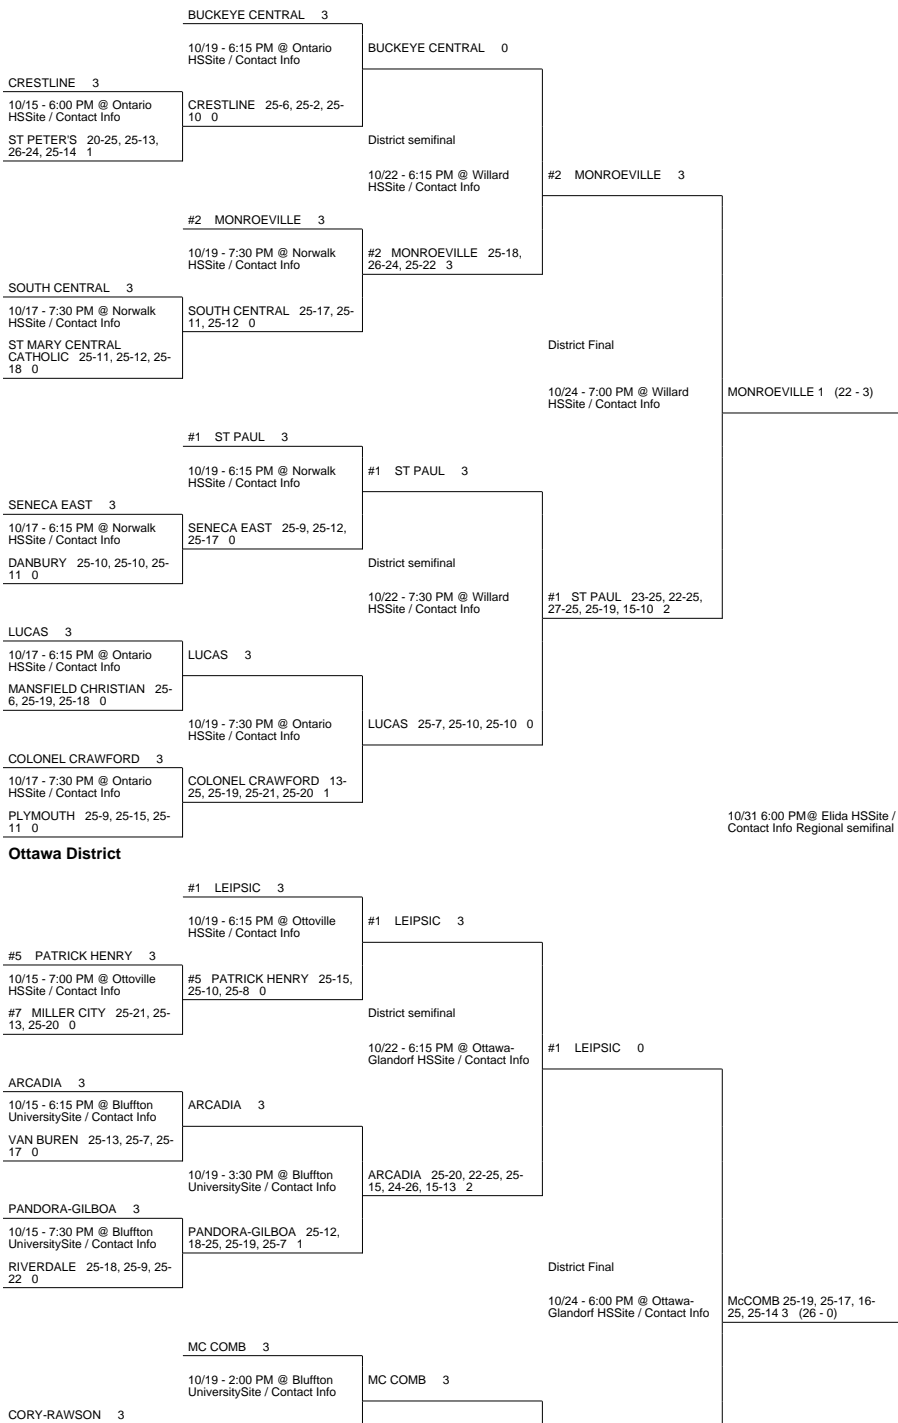 BUCKEYE CENTRAL 3
10/19 - 6:15 PM @ Ontario
HSSite / Contact Info
BUCKEYE CENTRAL 0
CRESTLINE 3
10/15 - 6:00 PM @ Ontario
HSSite / Contact Info
CRESTLINE 25-6, 25-2, 25-
10 0
ST PETER'S 20-25, 25-13,
26-24, 25-14 1
District semifinal
10/22 - 6:15 PM @ Willard
HSSite / Contact Info
#2 MONROEVILLE 3
#2 MONROEVILLE 3
10/19 - 7:30 PM @ Norwalk
HSSite / Contact Info
#2 MONROEVILLE 25-18,
26-24, 25-22 3
SOUTH CENTRAL 3
10/17 - 7:30 PM @ Norwalk
HSSite / Contact Info
SOUTH CENTRAL 25-17, 25-
11, 25-12 0
ST MARY CENTRAL
CATHOLIC 25-11, 25-12, 25-
18 0
District Final
10/24 - 7:00 PM @ Willard
HSSite / Contact Info
MONROEVILLE 1 (22 - 3)
#1 ST PAUL 3
10/19 - 6:15 PM @ Norwalk
HSSite / Contact Info
#1 ST PAUL 3
SENECA EAST 3
10/17 - 6:15 PM @ Norwalk
HSSite / Contact Info
SENECA EAST 25-9, 25-12,
25-17 0
DANBURY 25-10, 25-10, 25-
11 0
District semifinal
10/22 - 7:30 PM @ Willard
HSSite / Contact Info
#1 ST PAUL 23-25, 22-25,
27-25, 25-19, 15-10 2
LUCAS 3
10/17 - 6:15 PM @ Ontario
HSSite / Contact Info
LUCAS 3
MANSFIELD CHRISTIAN 25-
6, 25-19, 25-18 0
10/19 - 7:30 PM @ Ontario
HSSite / Contact Info
LUCAS 25-7, 25-10, 25-10 0
COLONEL CRAWFORD 3
10/17 - 7:30 PM @ Ontario
HSSite / Contact Info
COLONEL CRAWFORD 13-
25, 25-19, 25-21, 25-20 1
PLYMOUTH 25-9, 25-15, 25-
11 0
10/31 6:00 PM@ Elida HSSite /
Contact Info Regional semifinal
Ottawa District
#1 LEIPSIC 3
10/19 - 6:15 PM @ Ottoville
HSSite / Contact Info
#1 LEIPSIC 3
#5 PATRICK HENRY 3
10/15 - 7:00 PM @ Ottoville
HSSite / Contact Info
#5 PATRICK HENRY 25-15,
25-10, 25-8 0
#7 MILLER CITY 25-21, 25-
13, 25-20 0
District semifinal
10/22 - 6:15 PM @ Ottawa-
Glandorf HSSite / Contact Info
#1 LEIPSIC 0
ARCADIA 3
10/15 - 6:15 PM @ Bluffton
UniversitySite / Contact Info
ARCADIA 3
VAN BUREN 25-13, 25-7, 25-
17 0
10/19 - 3:30 PM @ Bluffton
UniversitySite / Contact Info
ARCADIA 25-20, 22-25, 25-
15, 24-26, 15-13 2
PANDORA-GILBOA 3
10/15 - 7:30 PM @ Bluffton
UniversitySite / Contact Info
PANDORA-GILBOA 25-12,
18-25, 25-19, 25-7 1
RIVERDALE 25-18, 25-9, 25-
22 0
District Final
10/24 - 6:00 PM @ Ottawa-
Glandorf HSSite / Contact Info
McCOMB 25-19, 25-17, 16-
25, 25-14 3 (26 - 0)
MC COMB 3
10/19 - 2:00 PM @ Bluffton
UniversitySite / Contact Info
MC COMB 3
CORY-RAWSON 3